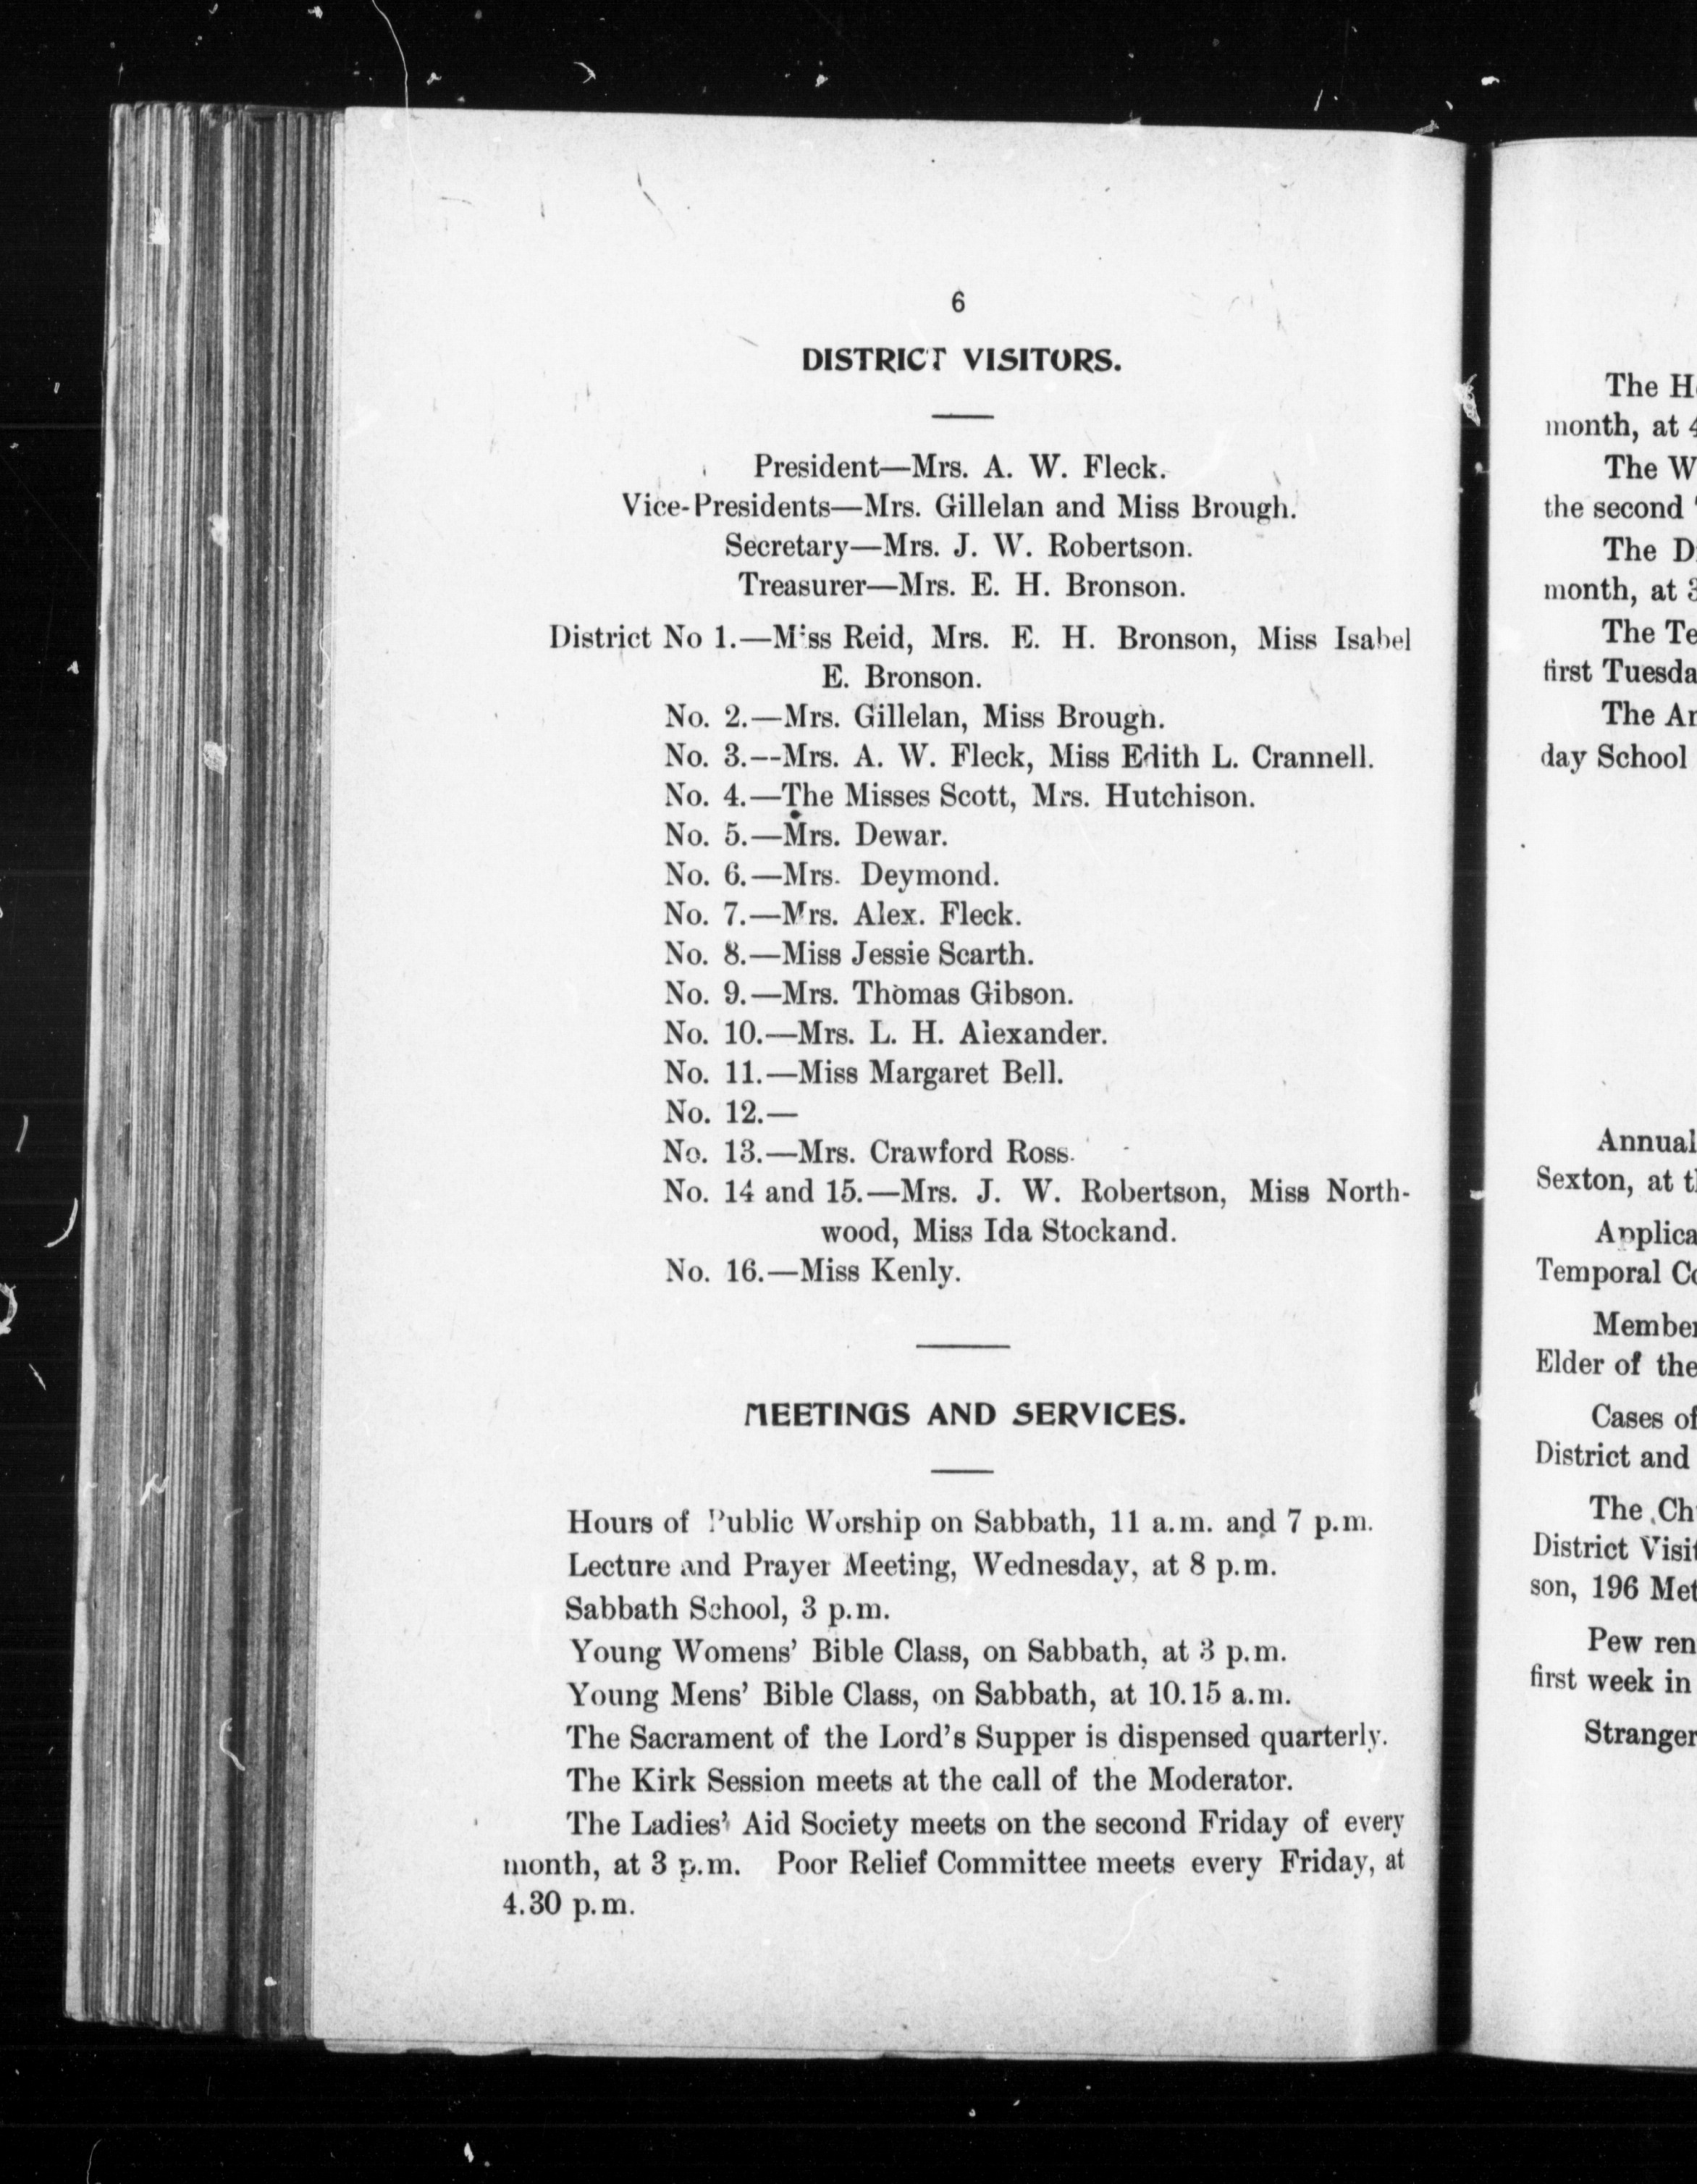 6
DISTRICT VISITORS.
President—Mrs. A. W. Fleck.
Vice-Presidents—Mrs. Gillelan and Miss Brough.
Secretary—Mrs. J. W. Robertson.
Treasurer—Mrs. E. H. Bronson.
District No 1.—Miss Reid, Mrs. E. H. Bronson, Miss Isabel
E. Bronson.
No. 2.—Mrs. Gillelan, Miss Brough.
No. 3.--Mrs. A. W. Fleck, Miss Edith L. Crannell.
No. 4.—The Misses Scott, Mrs. Hutchison.
No. 5.—Mrs. Dewar.
No. 6.—Mrs. Deymond.
No. 7.—Mrs. Alex. Fleck.
No. 8.—Miss Jessie Scarth.
No. 9.—Mrs. Thomas Gibson.
No. 10.—Mrs. L. H. Alexander.
No. 11.—Miss Margaret Bell.
No. 12.—
No. 13.—Mrs. Crawford Ross.
No. 14 and 15.—Mrs. J. W. Robertson, Miss North-
wood, Miss Ida Stockand.
No. 16.—Miss Kenly.
MEETINGS AND SERVICES.
Hours of Public Worship on Sabbath, 11 a.m. and 7 p.m.
Lecture and Prayer Meeting, Wednesday, at 8 p.m.
Sabbath School, 3 p.m.
Young Womens' Bible Class, on Sabbath, at 3 p.m.
Young Mens' Bible Class, on Sabbath, at 10.15 a.m.
The Sacrament of the Lord's Supper is dispensed quarterly.
The Kirk Session meets at the call of the Moderator.
The Ladies' Aid Society meets on the second Friday of every
month, at 3 p.m. Poor Relief Committee meets every Friday, at
4.30 p.m.
The
month, at
The
the second
The
month, at
The
first
The
day School
Annual
Sexton, at
Temporal
Elder of the
Cases of
District and
The
District
son, 196
Pew
first week in